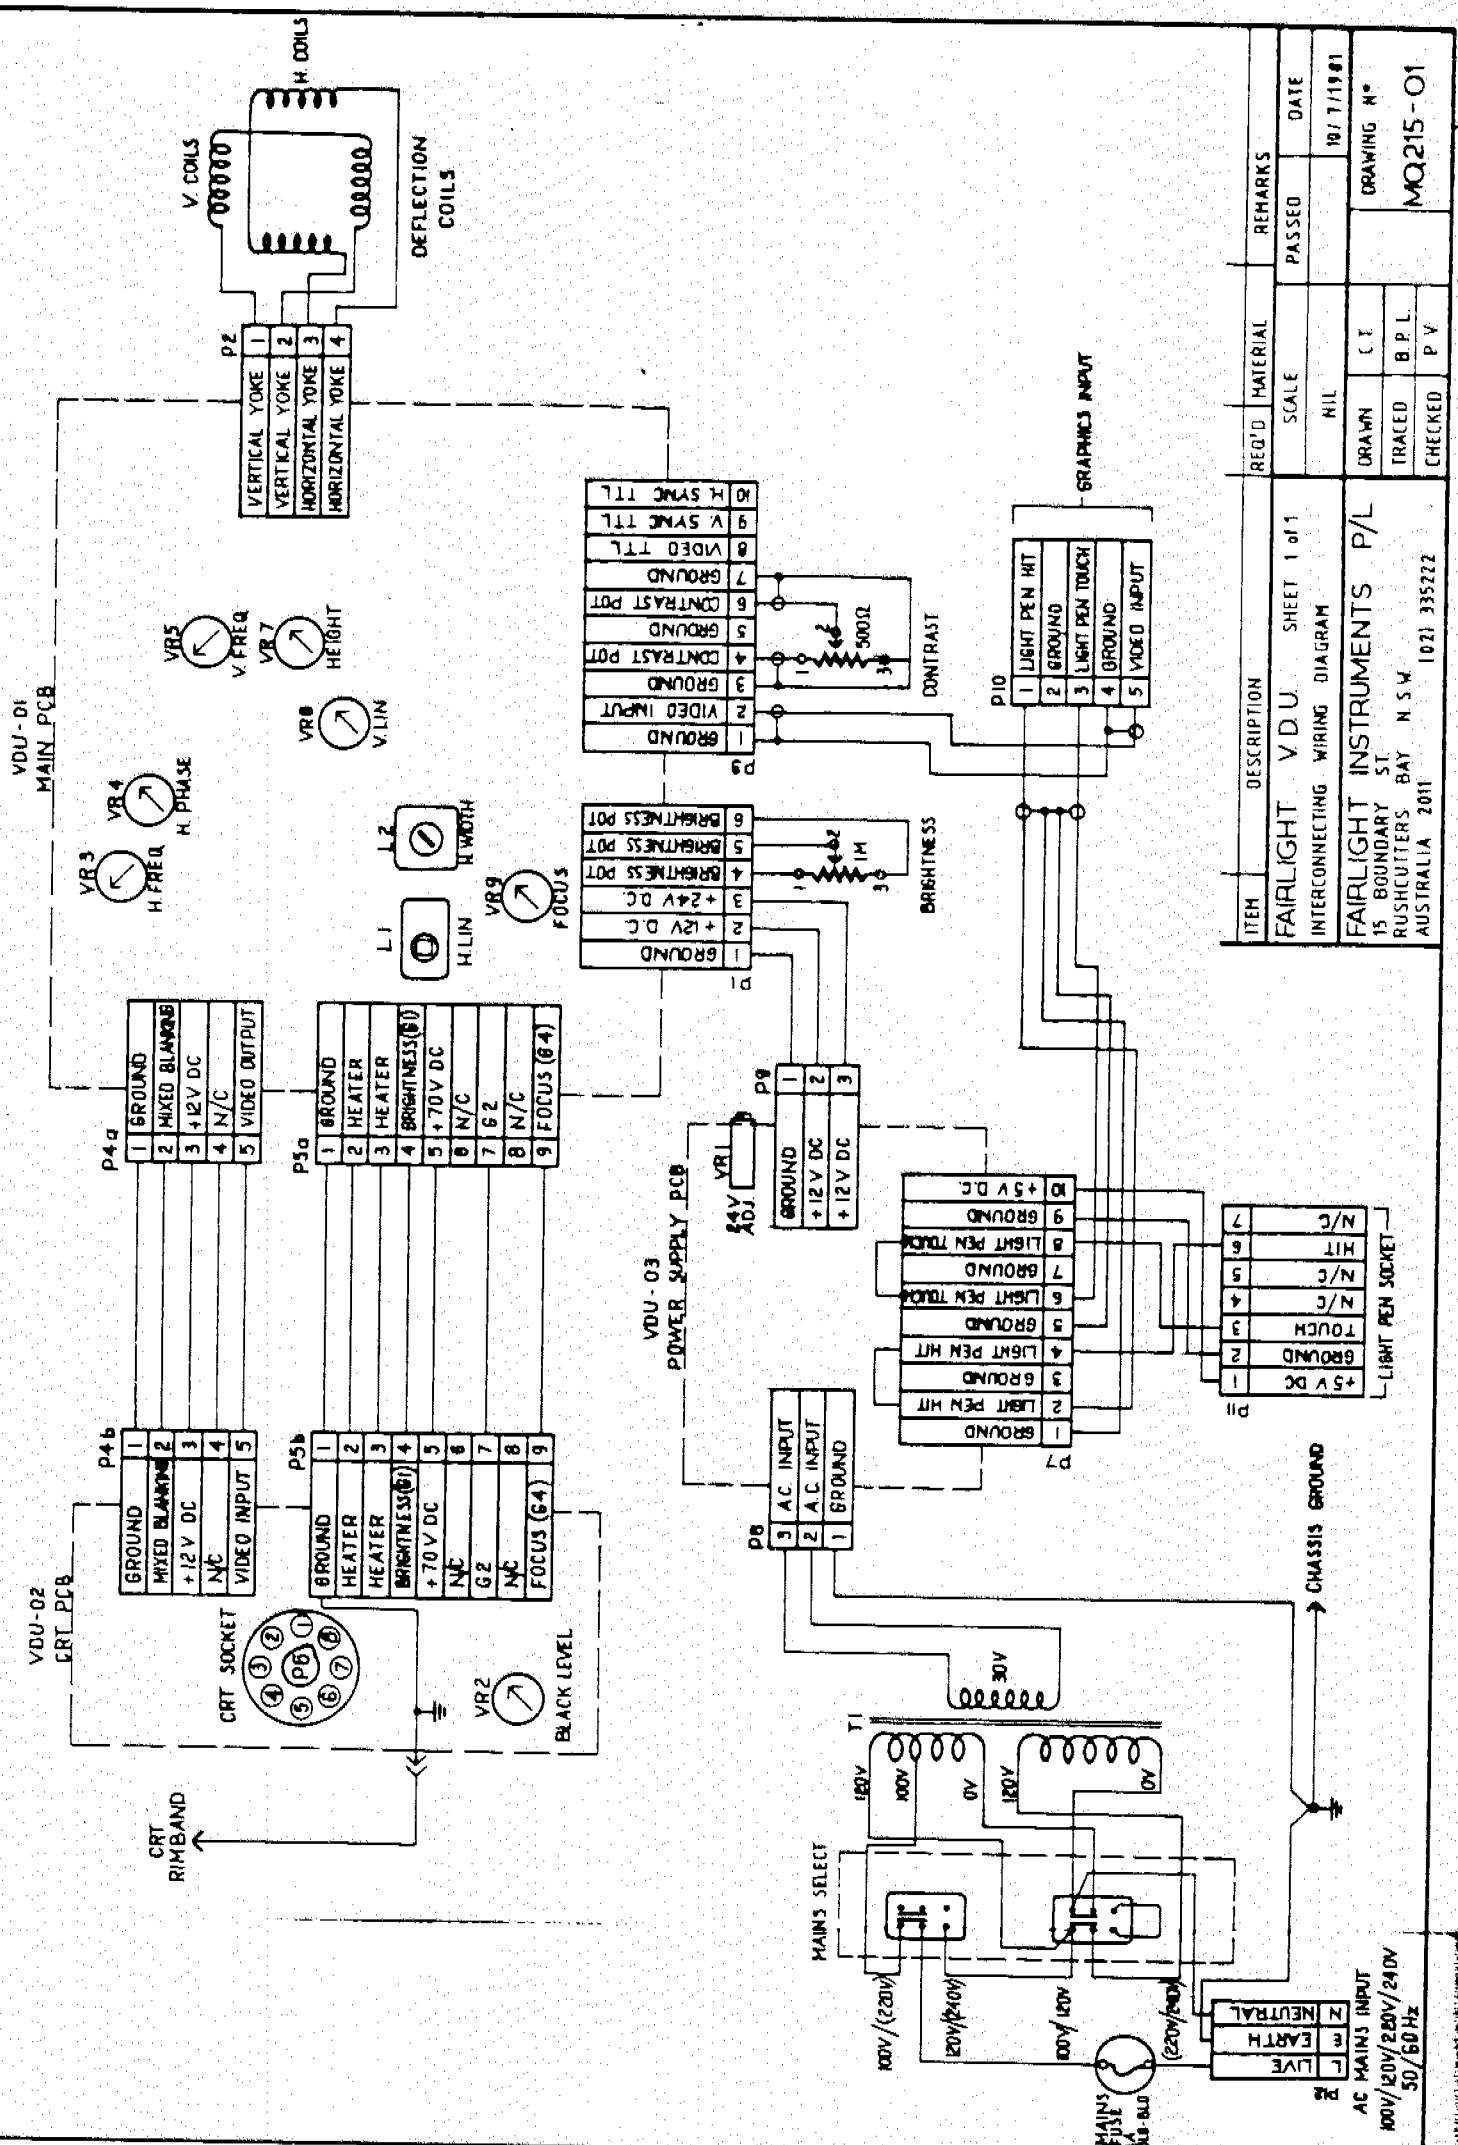 VDU-02
CRT PCB
VDU-01
MAIN PCB
P4b
1 GROUND
2 MIXED BLANKING
3 +12V DC
4 N/C
5 VIDEO INPUT
P4a
1 GROUND
2 MIXED BLANKING
3 +12V DC
4 N/C
5 VIDEO OUTPUT
P5b
1 GROUND
2 HEATER
3 HEATER
4 BRIGHTNESS(G1)
5 +70V DC
6 N/C
7 G2
8 N/C
9 FOCUS (G4)
P5a
1 GROUND
2 HEATER
3 HEATER
4 BRIGHTNESS(G1)
5 +70V DC
6 N/C
7 G2
8 N/C
9 FOCUS (G4)
CRT SOCKET
P6
1
2
3
4
5
6
7
8
VR2
BLACK LEVEL
CRT
RIMBAND
VR3
H.FREQ
VR4
H. PHASE
VR5
V.FREQ
VR7
HEIGHT
VR8
V.LIN
L1
H.LIN
L2
H.WIDTH
VR9
FOCUS
P2
VERTICAL YOKE 1
VERTICAL YOKE 2
HORIZONTAL YOKE 3
HORIZONTAL YOKE 4
V. COILS
H. COILS
DEFLECTION
COILS
P1
1 GROUND
2 +12V D.C.
3 +24V D.C.
4 BRIGHTNESS POT
5 BRIGHTNESS POT
6 BRIGHTNESS POT
1
2
3
1M
BRIGHTNESS
P9
1 GROUND
2 VIDEO INPUT
3 GROUND
4 CONTRAST POT
5 GROUND
6 CONTRAST POT
7 GROUND
8 VIDEO TTL
9 V. SYNC TTL
10 H. SYNC TTL
1
2
3
500Ω
CONTRAST
P10
1 LIGHT PEN HIT
2 GROUND
3 LIGHT PEN TOUCH
4 GROUND
5 VIDEO INPUT
GRAPHICS INPUT
VDU-03
POWER SUPPLY PCB
24V
ADJ.
VR1
GROUND 1
+12V DC 2
+12V DC 3
P8
3 A.C. INPUT
2 A.C. INPUT
1 GROUND
P7
1 GROUND
2 LIGHT PEN HIT
3 GROUND
4 LIGHT PEN HIT
5 GROUND
6 LIGHT PEN TOUCH
7 GROUND
8 LIGHT PEN TOUCH
9 GROUND
10 +5V D.C.
P11
1 +5V DC
2 GROUND
3 TOUCH
4 N/C
5 N/C
6 HIT
7 N/C
LIGHT PEN SOCKET
CHASSIS GROUND
T1
30V
120V
100V
0V
120V
0V
MAINS SELECT
100V/(220V)
120V/(240V)
100V/120V
(220V/240V)
MAINS
FUSE
L LIVE
E EARTH
N NEUTRAL
AC MAINS INPUT
100V/120V/220V/240V
50/60Hz
ITEM DESCRIPTION REQ'D MATERIAL REMARKS
FAIRLIGHT V.D.U. SHEET 1 of 1
INTERCONNECTING WIRING DIAGRAM
SCALE
NIL
PASSED
DATE
10/7/1981
FAIRLIGHT INSTRUMENTS P/L
15 BOUNDARY ST.
RUSHCUTTERS BAY N.S.W.
AUSTRALIA 2011 (02) 335222
DRAWN C.T.
TRACED B.P.L.
CHECKED P.V.
DRAWING Nº
MQ215-01